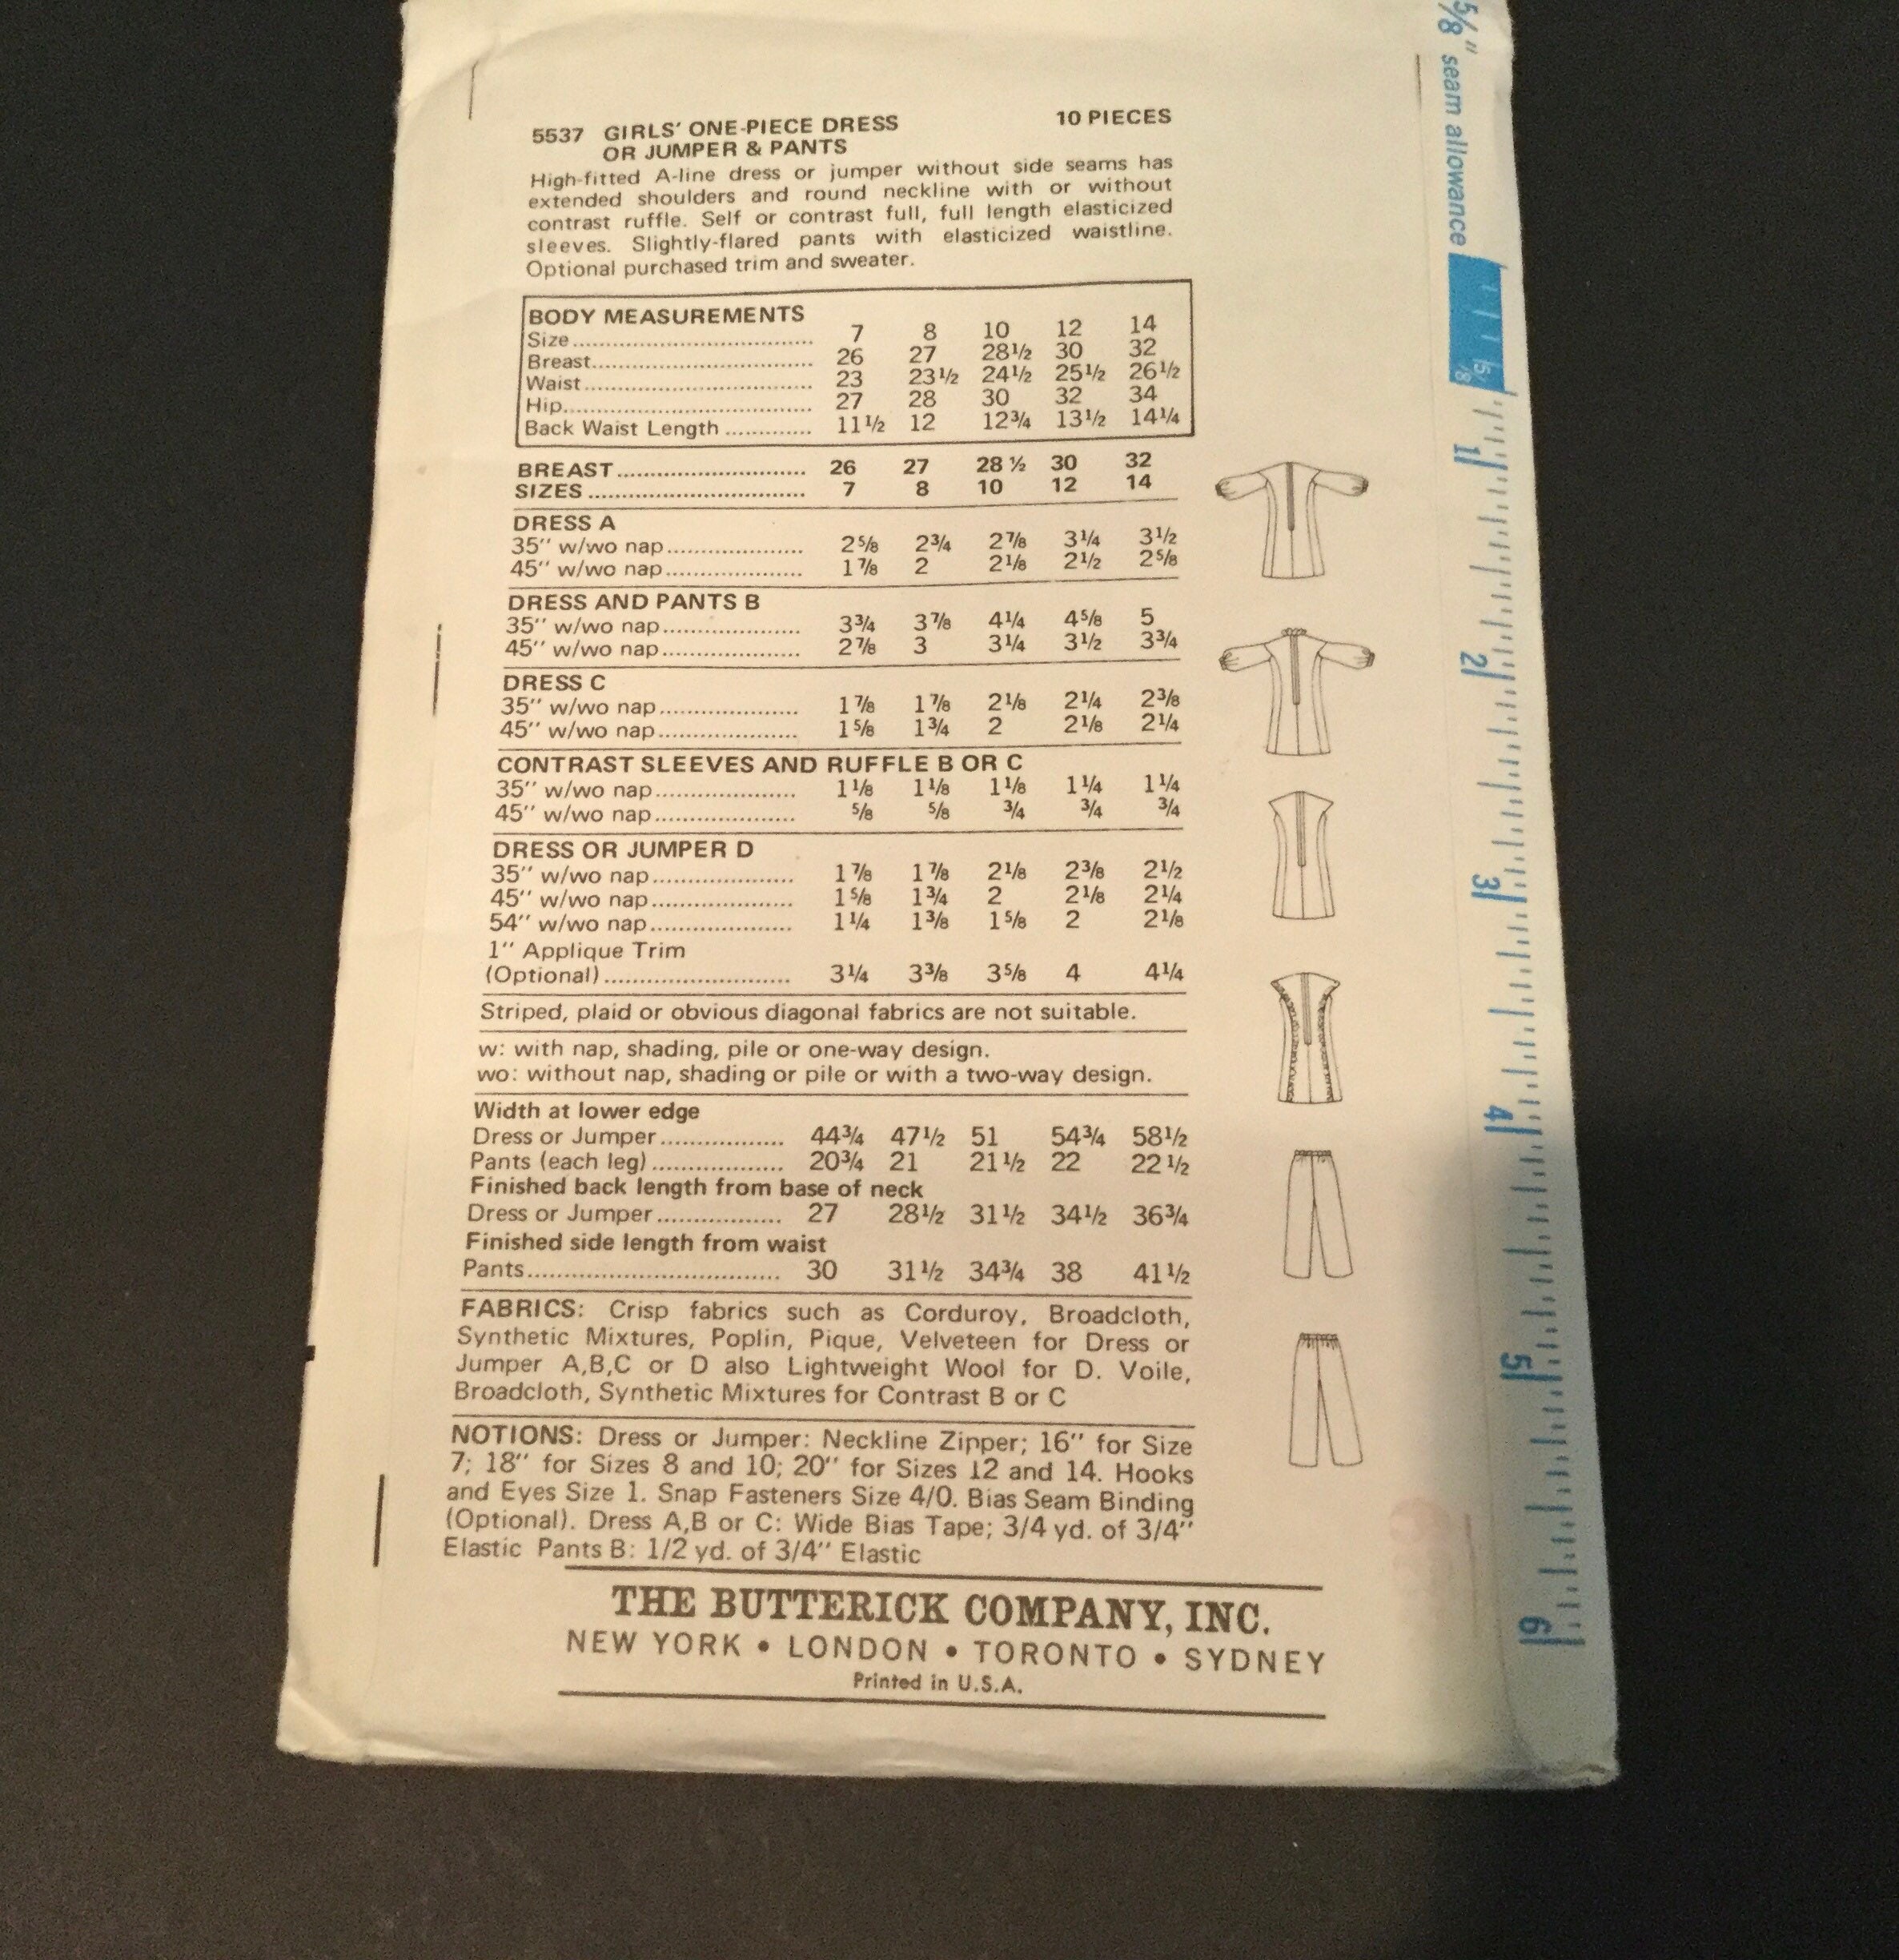 5537 GIRLS' ONE-PIECE DRESS 10 PIECES
OR JUMPER & PANTS
High-fitted A-line dress or jumper without side seams has
extended shoulders and round neckline with or without
contrast ruffle. Self or contrast full, full length elasticized
sleeves. Slightly-flared pants with elasticized waistline.
Optional purchased trim and sweater.
BODY MEASUREMENTS
Size.................................. 7 8 10 12 14
Breast............................... 26 27 28½ 30 32
Waist................................ 23 23½ 24½ 25½ 26½
Hip................................... 27 28 30 32 34
Back Waist Length ............. 11½ 12 12¾ 13½ 14¼
BREAST.......................... 26 27 28 ½ 30 32
SIZES .............................. 7 8 10 12 14
DRESS A
35" w/wo nap.................... 2⅝ 2¾ 2⅞ 3¼ 3½
45" w/wo nap.................... 1⅞ 2 2⅛ 2½ 2⅝
DRESS AND PANTS B
35" w/wo nap.................... 3¾ 3⅞ 4¼ 4⅝ 5
45" w/wo nap.................... 2⅞ 3 3¼ 3½ 3¾
DRESS C
35" w/wo nap.................... 1⅞ 1⅞ 2⅛ 2¼ 2⅜
45" w/wo nap.................... 1⅝ 1¾ 2 2⅛ 2¼
CONTRAST SLEEVES AND RUFFLE B OR C
35" w/wo nap.................... 1⅛ 1⅛ 1⅛ 1¼ 1¼
45" w/wo nap.................... ⅝ ⅝ ¾ ¾ ¾
DRESS OR JUMPER D
35" w/wo nap.................... 1⅞ 1⅞ 2⅛ 2⅜ 2½
45" w/wo nap.................... 1⅝ 1¾ 2 2⅛ 2¼
54" w/wo nap.................... 1¼ 1⅜ 1⅝ 2 2⅛
1" Applique Trim
(Optional).......................... 3¼ 3⅜ 3⅝ 4 4¼
Striped, plaid or obvious diagonal fabrics are not suitable.
w: with nap, shading, pile or one-way design.
wo: without nap, shading or pile or with a two-way design.
Width at lower edge
Dress or Jumper................. 44¾ 47½ 51 54¾ 58½
Pants (each leg).................. 20¾ 21 21½ 22 22½
Finished back length from base of neck
Dress or Jumper................. 27 28½ 31½ 34½ 36¾
Finished side length from waist
Pants.................................. 30 31½ 34¾ 38 41½
FABRICS: Crisp fabrics such as Corduroy, Broadcloth,
Synthetic Mixtures, Poplin, Pique, Velveteen for Dress or
Jumper A,B,C or D also Lightweight Wool for D. Voile,
Broadcloth, Synthetic Mixtures for Contrast B or C
NOTIONS: Dress or Jumper: Neckline Zipper; 16" for Size
7; 18" for Sizes 8 and 10; 20" for Sizes 12 and 14. Hooks
and Eyes Size 1. Snap Fasteners Size 4/0. Bias Seam Binding
(Optional). Dress A,B or C: Wide Bias Tape; 3/4 yd. of 3/4"
Elastic Pants B: 1/2 yd. of 3/4" Elastic
THE BUTTERICK COMPANY, INC.
NEW YORK • LONDON • TORONTO • SYDNEY
Printed in U.S.A.
5/8" seam allowance
5/8
1
2
3
4
5
6